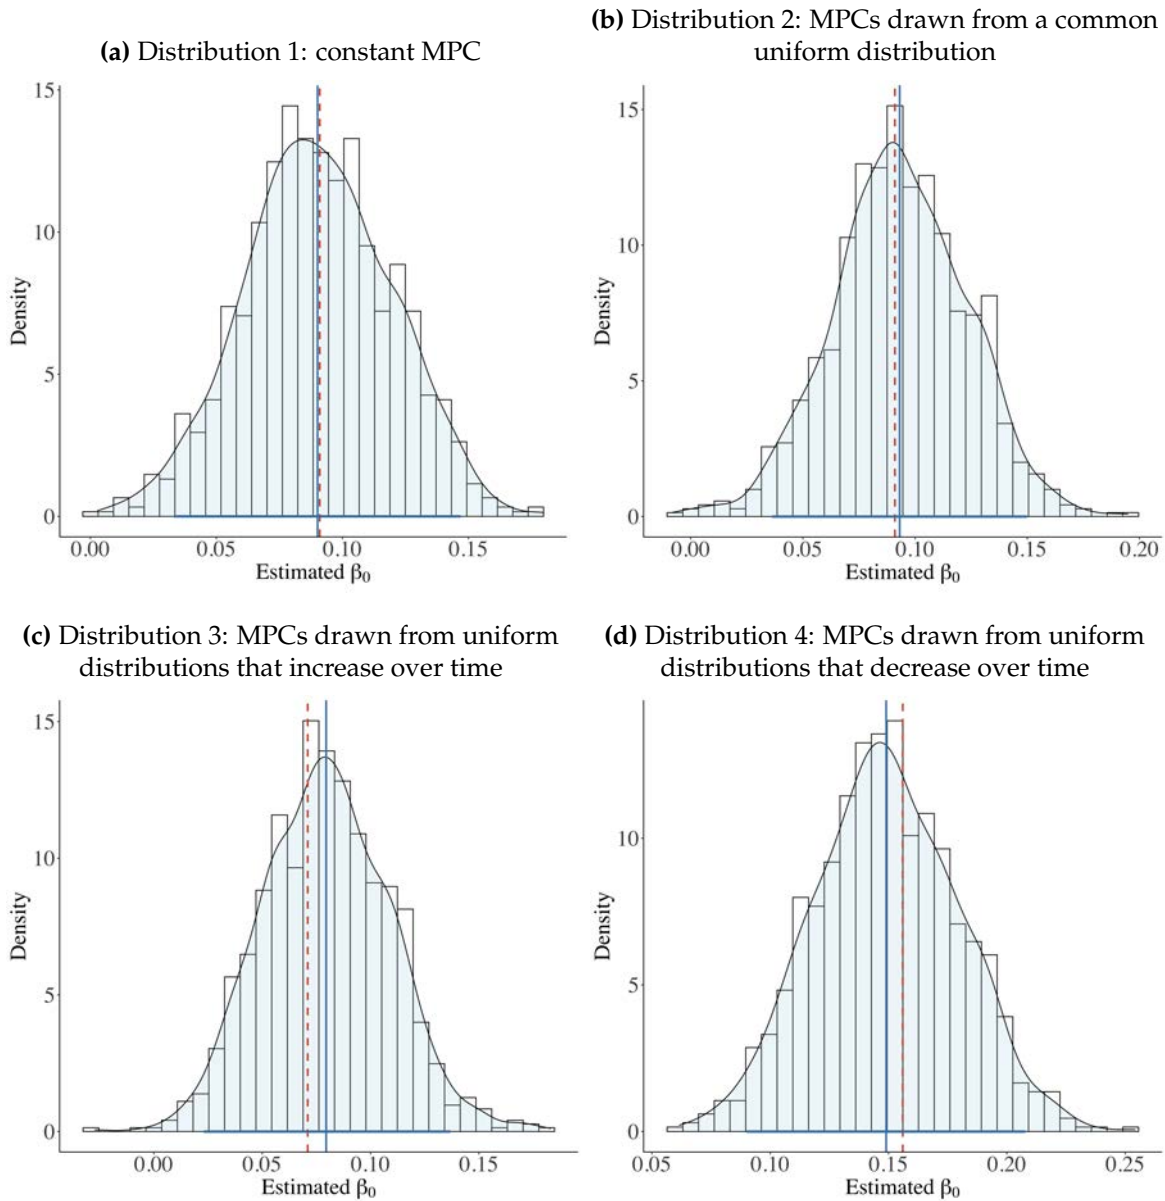 (a) Distribution 1: constant MPC
15
10
5
0
Density
0.00 0.05 0.10 0.15
Estimated β₀
(b) Distribution 2: MPCs drawn from a common
uniform distribution
15
10
5
0
Density
0.00 0.05 0.10 0.15 0.20
Estimated β₀
(c) Distribution 3: MPCs drawn from uniform
distributions that increase over time
15
10
5
0
Density
0.00 0.05 0.10 0.15
Estimated β₀
(d) Distribution 4: MPCs drawn from uniform
distributions that decrease over time
10
5
0
Density
0.05 0.10 0.15 0.20 0.25
Estimated β₀